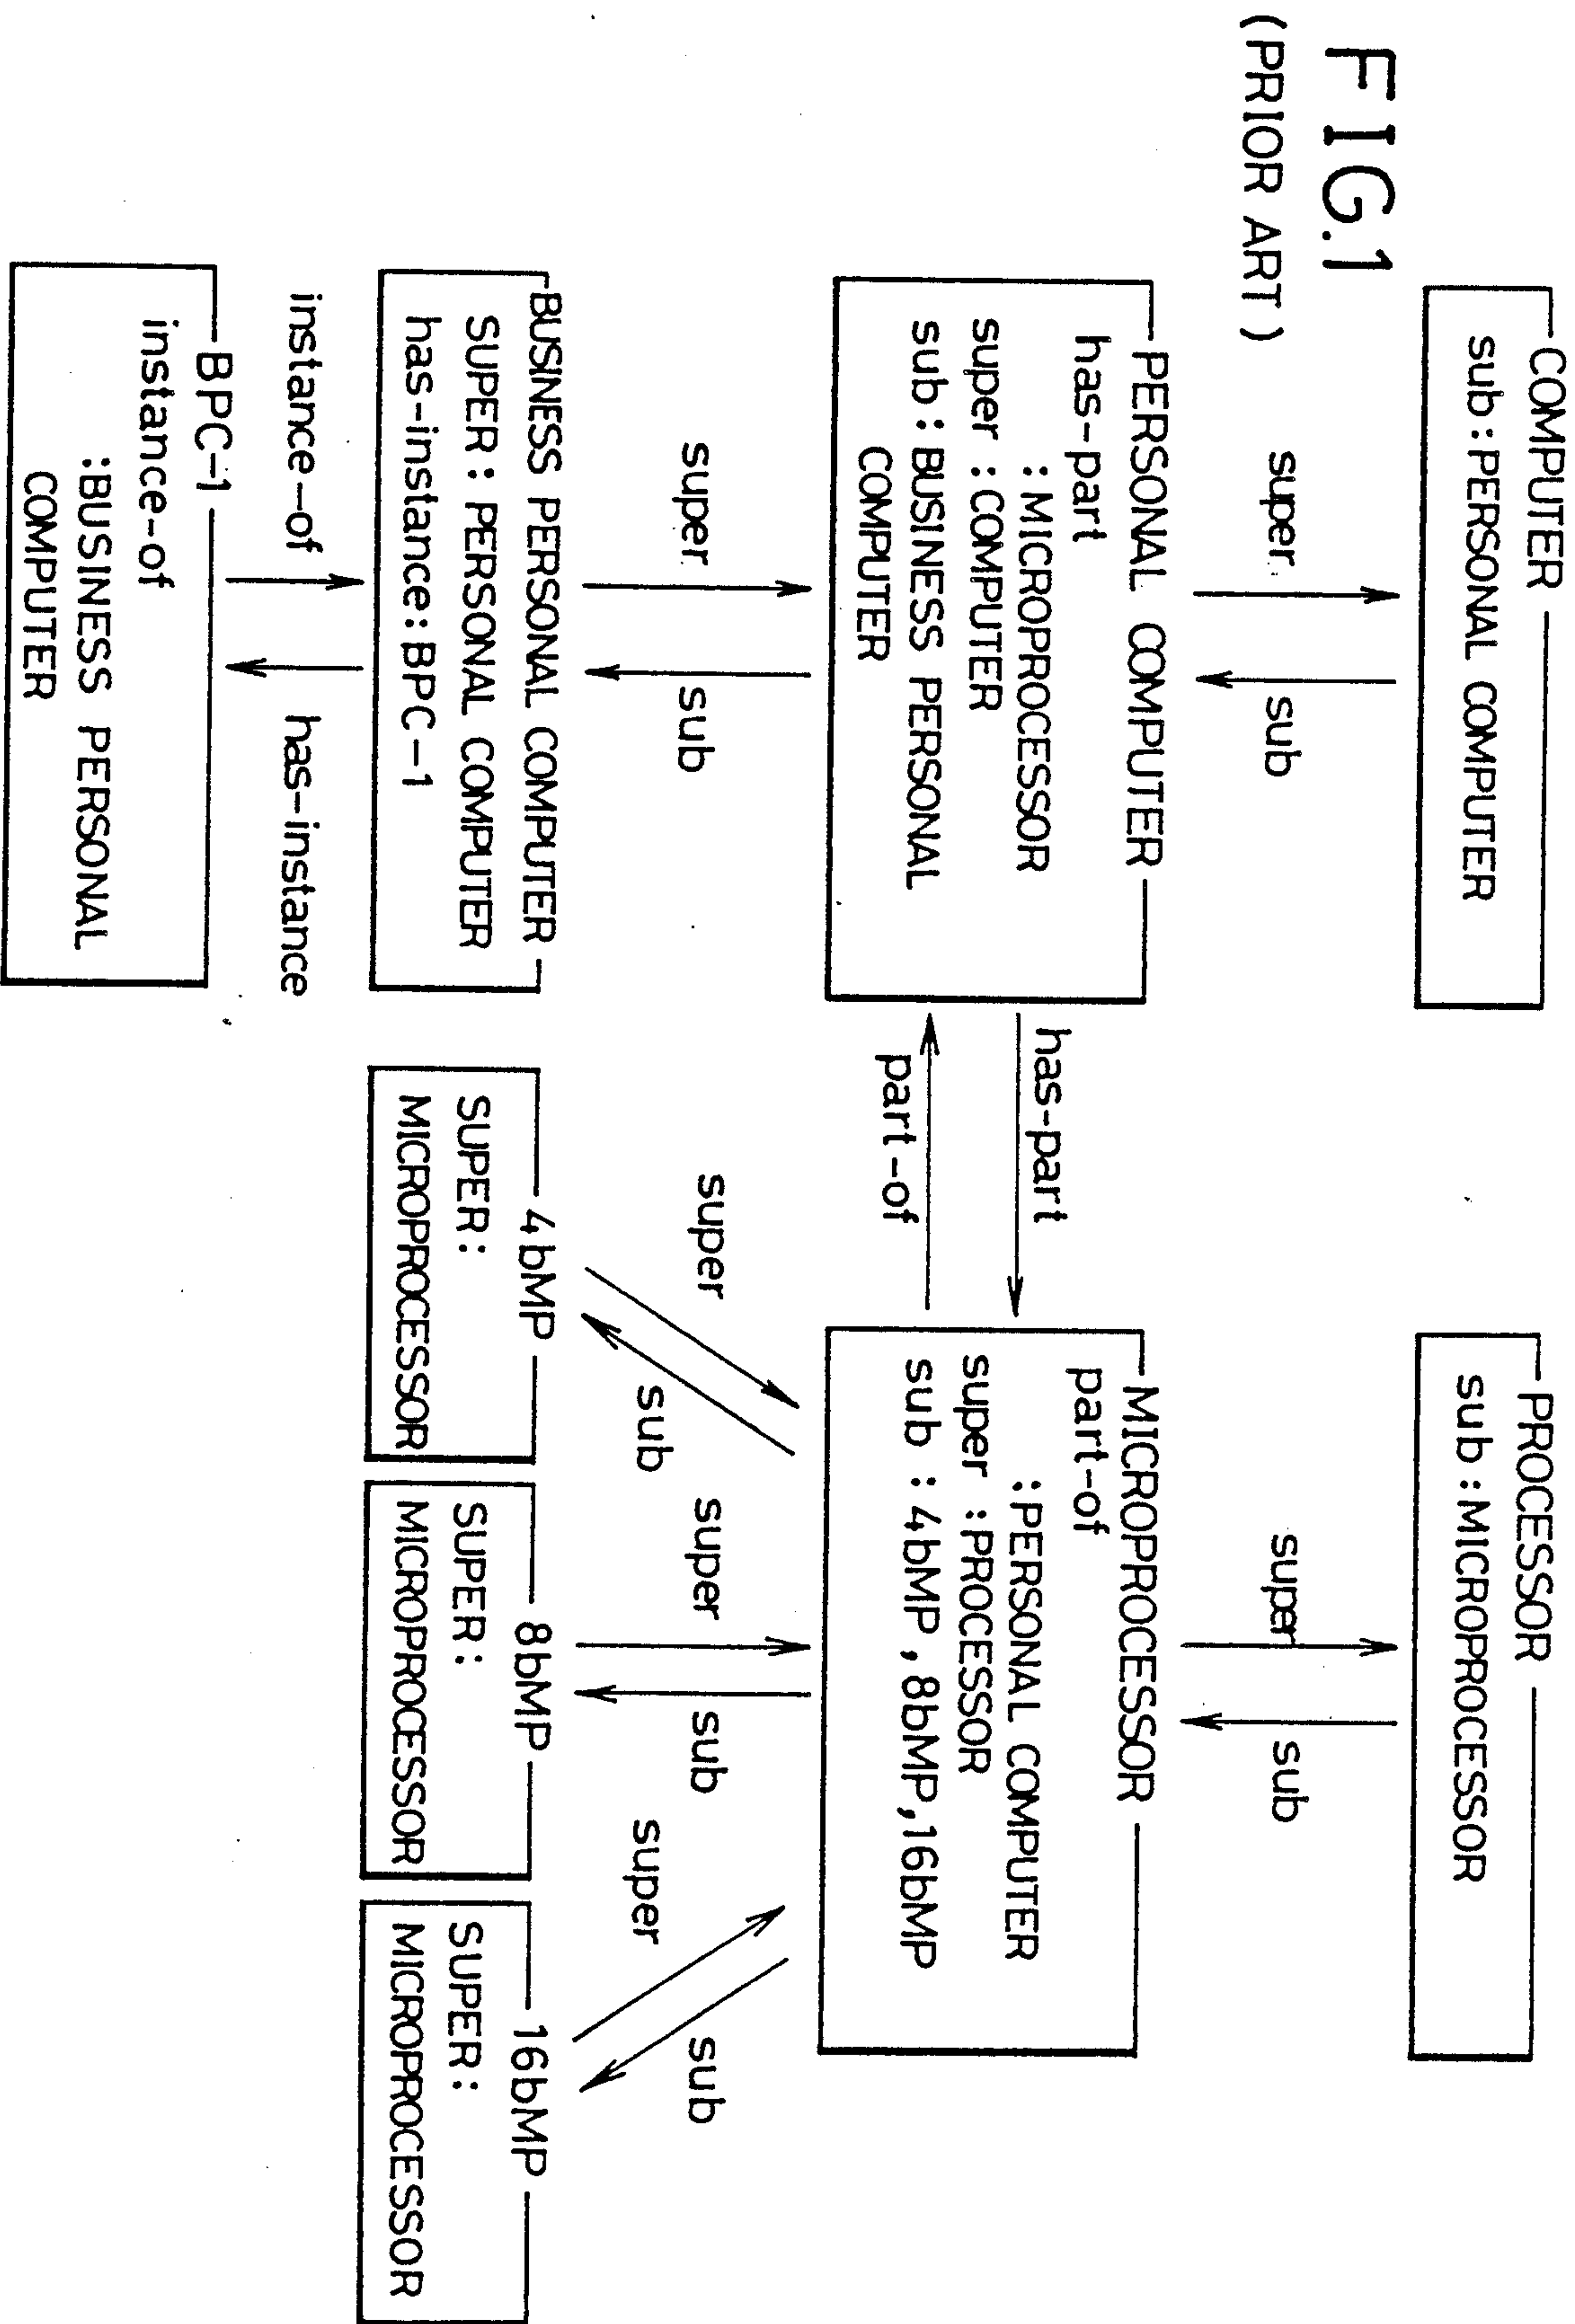 FIG.1
(PRIOR ART)
COMPUTER
sub:PERSONAL COMPUTER
super
sub
PERSONAL COMPUTER
has-part
:MICROPROCESSOR
super :COMPUTER
sub: BUSINESS PERSONAL
COMPUTER
super
sub
BUSINESS PERSONAL COMPUTER
SUPER: PERSONAL COMPUTER
has-instance:BPC-1
instance-of
has-instance
BPC-1
instance-of
:BUSINESS PERSONAL
COMPUTER
has-part
part-of
PROCESSOR
sub:MICROPROCESSOR
super
sub
MICROPROCESSOR
part-of
:PERSONAL COMPUTER
super :PROCESSOR
sub :4bMP,8bMP,16bMP
super
sub
super
sub
super
sub
4bMP
SUPER:
MICROPROCESSOR
8bMP
SUPER:
MICROPROCESSOR
16bMP
SUPER:
MICROPROCESSOR